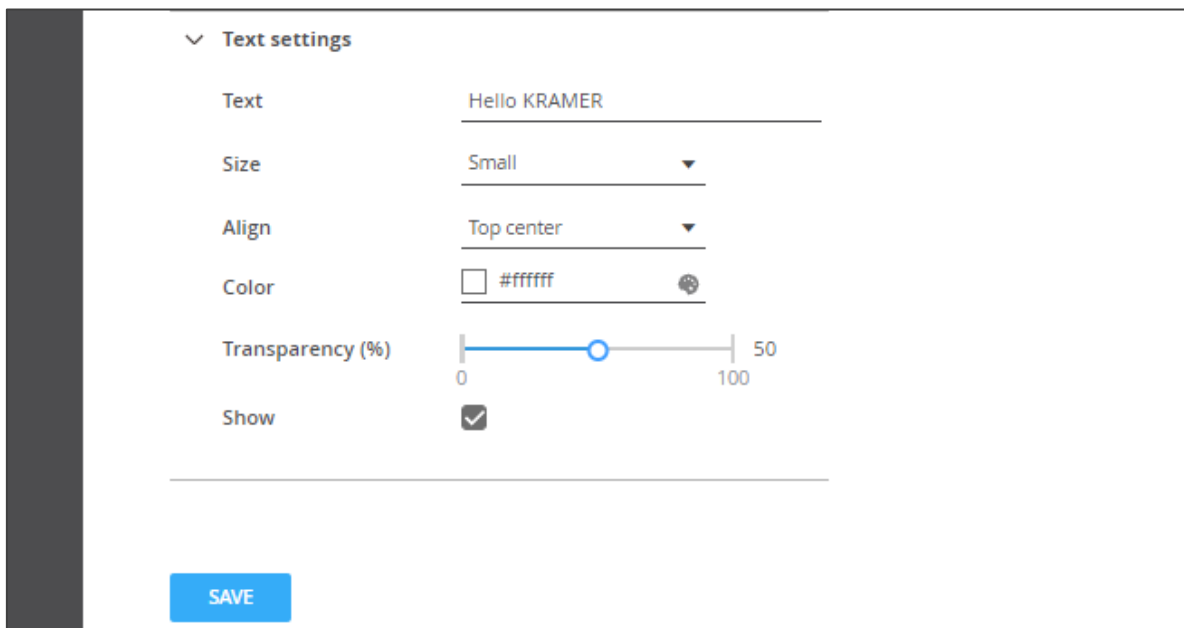 Text settings
Text Hello KRAMER
Size Small
Align Top center
Color #ffffff
Transparency (%) 50
0 100
Show
SAVE